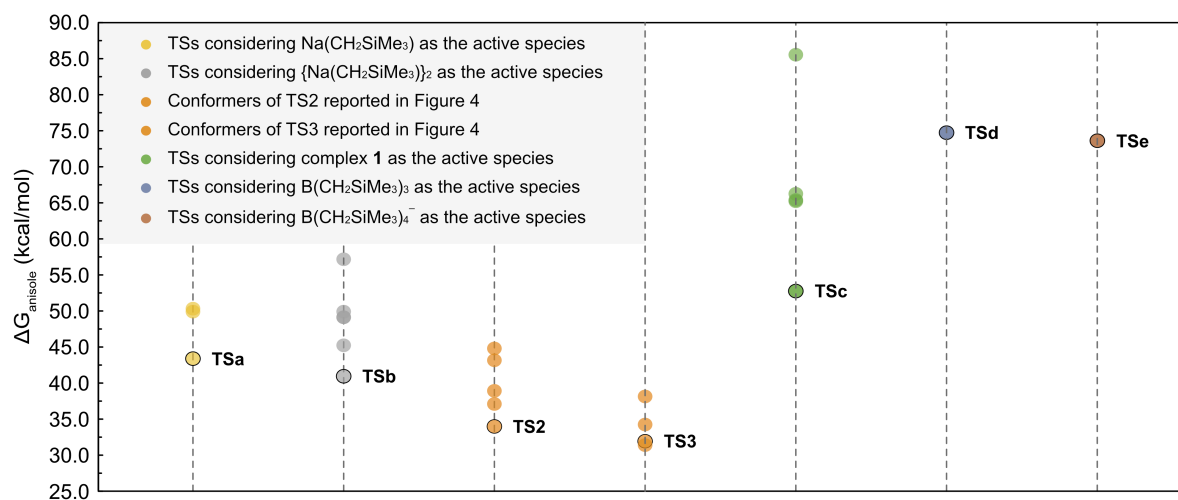 90.0
85.0
80.0
75.0
70.0
65.0
60.0
55.0
50.0
45.0
40.0
35.0
30.0
25.0
ΔG_anisole (kcal/mol)
TSs considering Na(CH₂SiMe₃) as the active species
TSs considering {Na(CH₂SiMe₃)}₂ as the active species
Conformers of TS2 reported in Figure 4
Conformers of TS3 reported in Figure 4
TSs considering complex 1 as the active species
TSs considering B(CH₂SiMe₃)₃ as the active species
TSs considering B(CH₂SiMe₃)₄⁻ as the active species
TSa
TSb
TS2
TS3
TSc
TSd
TSe